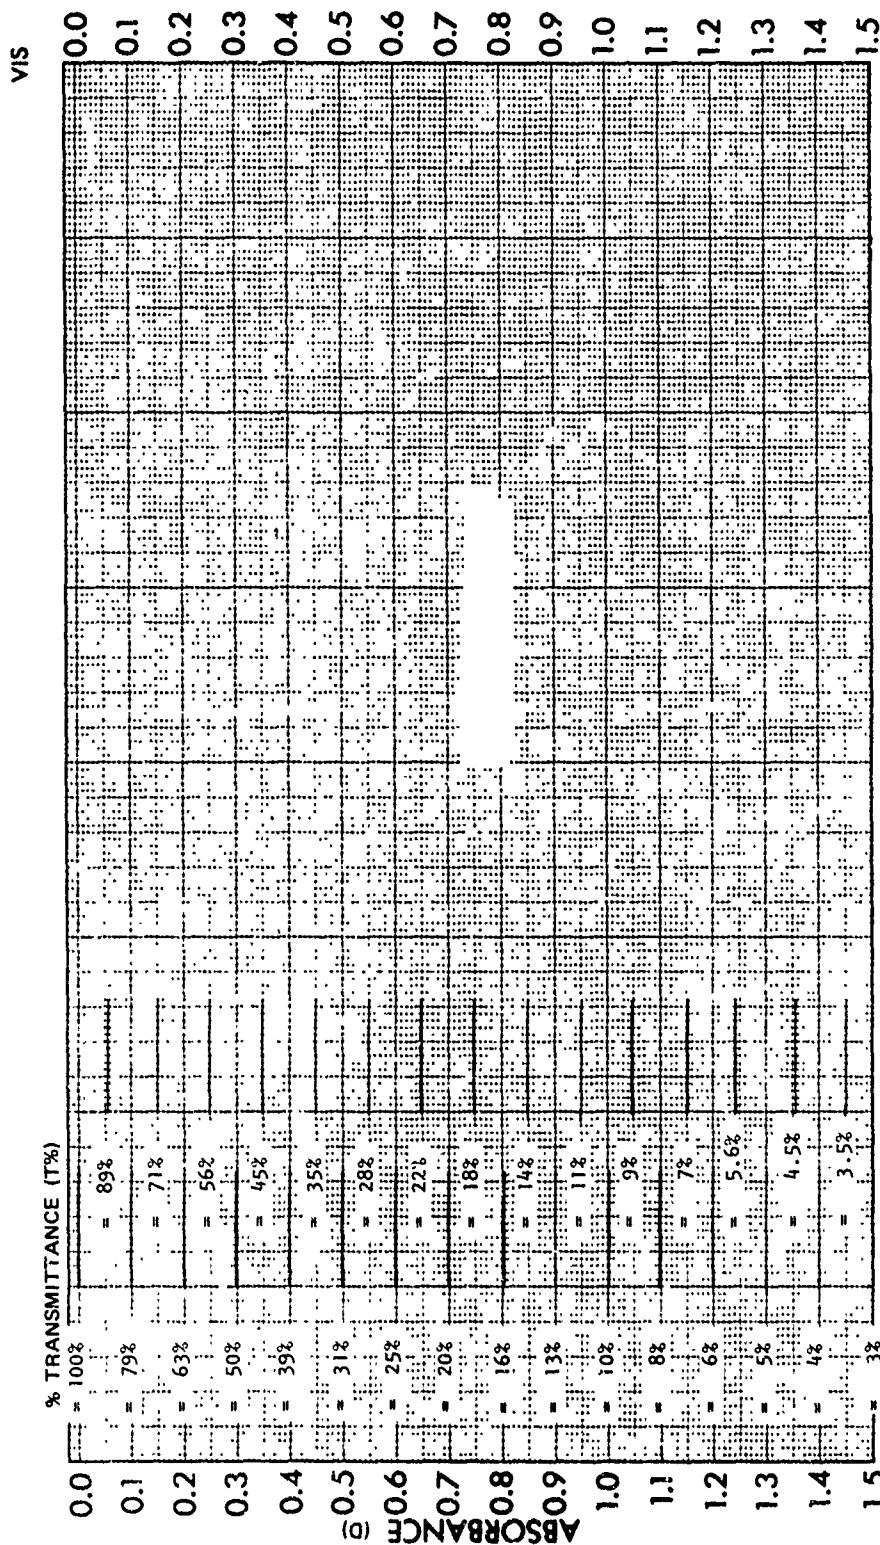 VIS
% TRANSMITTANCE (T%)
ABSORBANCE (D)
0.0 = 100% 0.0
= 89%
0.1 = 79% 0.1
= 71%
0.2 = 63% 0.2
= 56%
0.3 = 50% 0.3
= 45%
0.4 = 39% 0.4
= 35%
0.5 = 31% 0.5
= 28%
0.6 = 25% 0.6
= 22%
0.7 = 20% 0.7
= 18%
0.8 = 16% 0.8
= 14%
0.9 = 13% 0.9
= 11%
1.0 = 10% 1.0
= 9%
1.1 = 8% 1.1
= 7%
1.2 = 6% 1.2
= 5.6%
1.3 = 5% 1.3
= 4.5%
1.4 = 4% 1.4
= 3.5%
1.5 = 3% 1.5